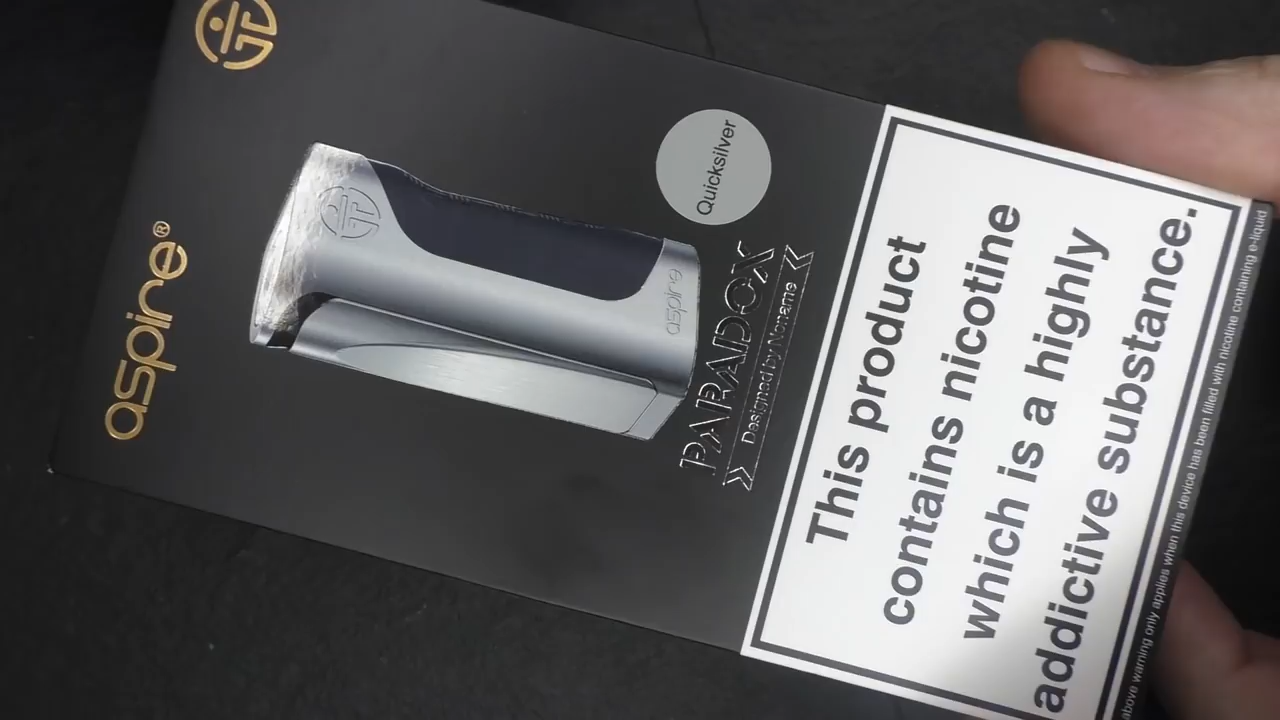 aspire®
aspire
Quicksilver
PARADOX
Designed by Noname
This product
contains nicotine
which is a highly
addictive substance.
above warning only applies when this device has been filled with nicotine containing e-liquid